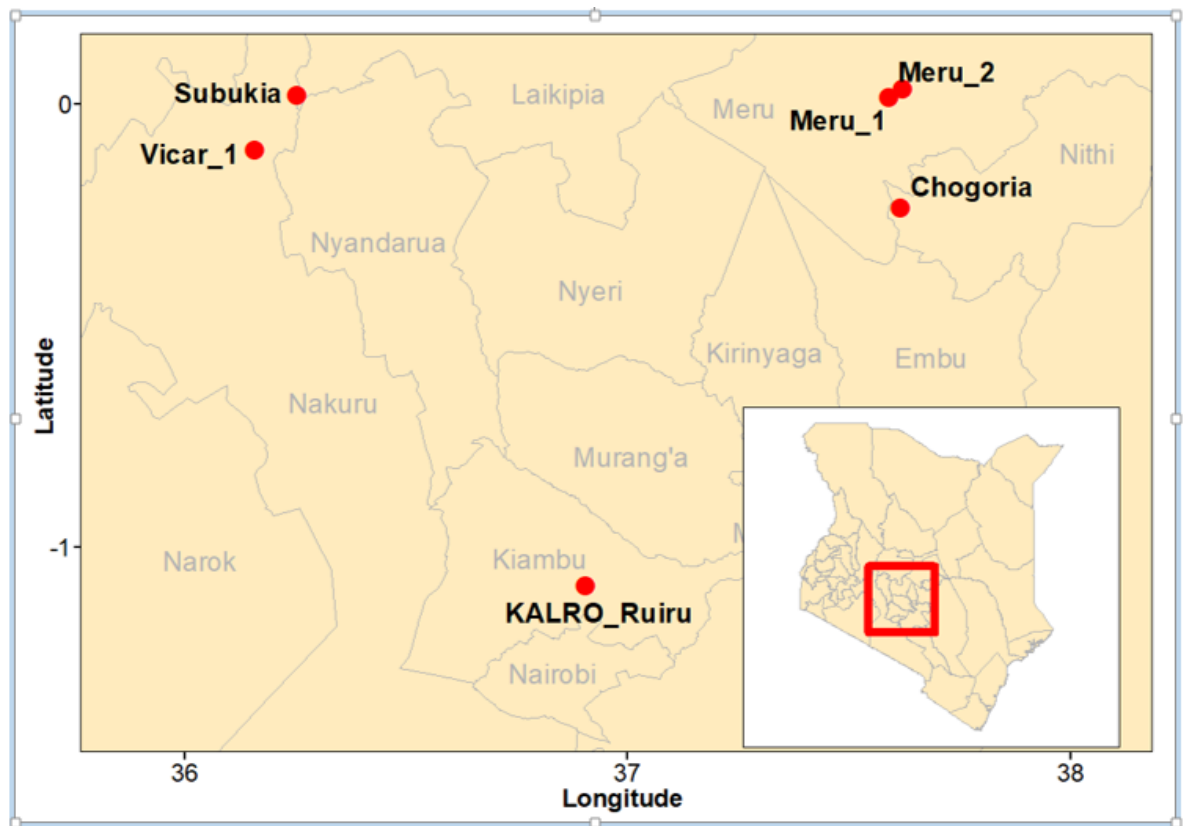 Meru_2
Subukia
Laikipia
0
Meru
Meru_1
Vicar_1
Nithi
Chogoria
Nyandarua
Nyeri
Kirinyaga
Embu
Latitude
Nakuru
Murang'a
-1
Narok
Kiambu
M
KALRO_Ruiru
Nairobi
36
37
38
Longitude